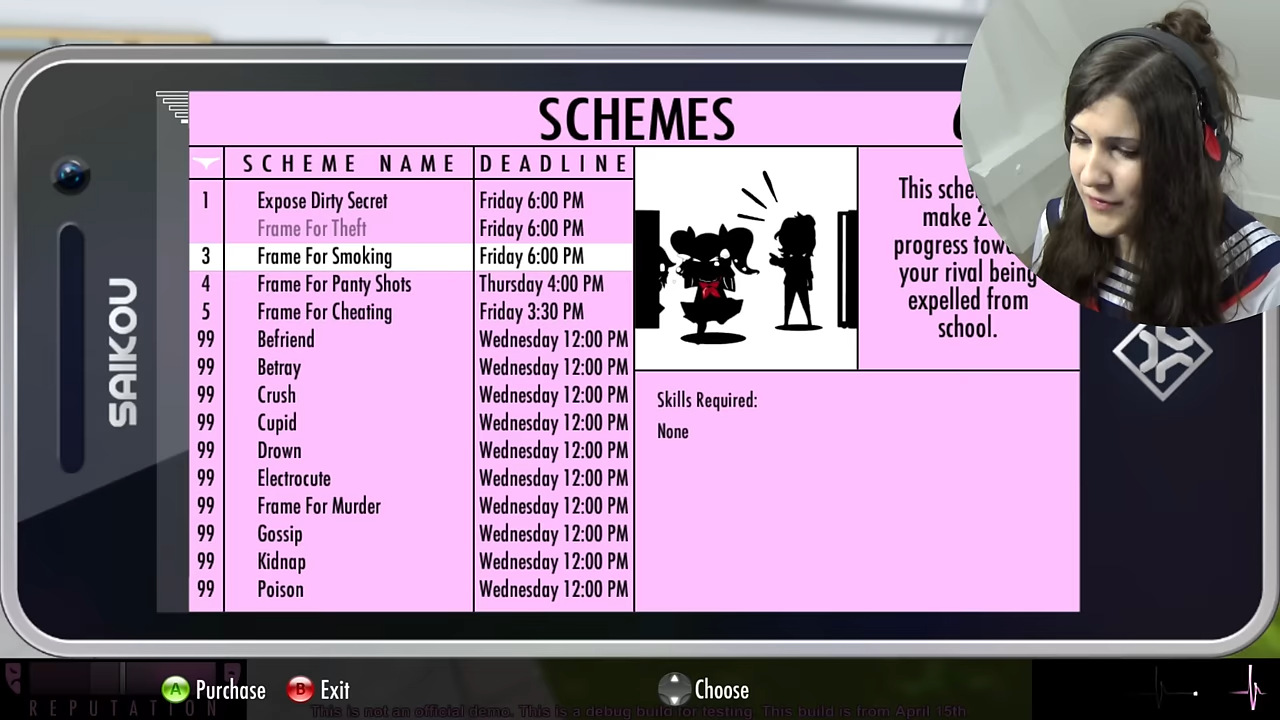 SCHEMES
SCHEME NAME DEADLINE
1 Expose Dirty Secret Friday 6:00 PM
Frame For Theft Friday 6:00 PM
3 Frame For Smoking Friday 6:00 PM
4 Frame For Panty Shots Thursday 4:00 PM
5 Frame For Cheating Friday 3:30 PM
99 Befriend Wednesday 12:00 PM
99 Betray Wednesday 12:00 PM
99 Crush Wednesday 12:00 PM
99 Cupid Wednesday 12:00 PM
99 Drown Wednesday 12:00 PM
99 Electrocute Wednesday 12:00 PM
99 Frame For Murder Wednesday 12:00 PM
99 Gossip Wednesday 12:00 PM
99 Kidnap Wednesday 12:00 PM
99 Poison Wednesday 12:00 PM
This
make
progress
your rival being
expelled from
school.
Skills Required:
None
SAIKOU
A Purchase B Exit Choose
REPUTATION
This is not an official demo. This is a debug build for testing. This build is from April 15th